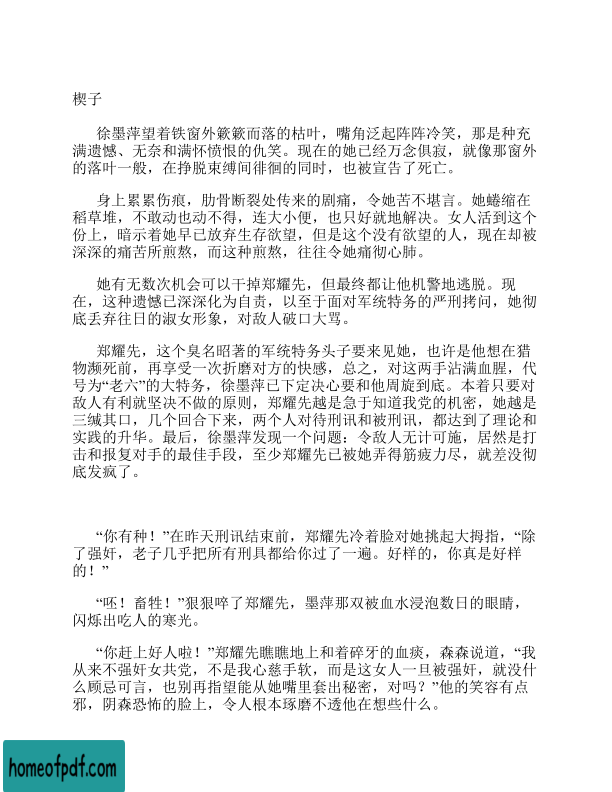 楔子
徐墨萍望着铁窗外簌簌而落的枯叶，嘴角泛起阵阵冷笑，那是种充
满遗憾、无奈和满怀愤恨的仇笑。现在的她已经万念俱寂，就像那窗外
的落叶一般，在挣脱束缚间徘徊的同时，也被宣告了死亡。
身上累累伤痕，肋骨断裂处传来的剧痛，令她苦不堪言。她蜷缩在
稻草堆，不敢动也动不得，连大小便，也只好就地解决。女人活到这个
份上，暗示着她早已放弃生存欲望，但是这个没有欲望的人，现在却被
深深的痛苦所煎熬，而这种煎熬，往往令她痛彻心肺。
她有无数次机会可以干掉郑耀先，但最终都让他机警地逃脱。现
在，这种遗憾已深深化为自责，以至于面对军统特务的严刑拷问，她彻
底丢弃往日的淑女形象，对敌人破口大骂。
郑耀先，这个臭名昭著的军统特务头子要来见她，也许是他想在猎
物濒死前，再享受一次折磨对方的快感，总之，对这两手沾满血腥，代
号为“老六”的大特务，徐墨萍已下定决心要和他周旋到底。本着只要对
敌人有利就坚决不做的原则，郑耀先越是急于知道我党的机密，她越是
三缄其口，几个回合下来，两个人对待刑讯和被刑讯，都达到了理论和
实践的升华。最后，徐墨萍发现一个问题：令敌人无计可施，居然是打
击和报复对手的最佳手段，至少郑耀先已被她弄得筋疲力尽，就差没彻
底发疯了。
“你有种！”在昨天刑讯结束前，郑耀先冷着脸对她挑起大拇指，“除
了强奸，老子几乎把所有刑具都给你过了一遍。好样的，你真是好样
的！”
“呸！畜牲！”狠狠啐了郑耀先，墨萍那双被血水浸泡数日的眼睛，
闪烁出吃人的寒光。
“你赶上好人啦！”郑耀先瞧瞧地上和着碎牙的血痰，森森说道，“我
从来不强奸女共党，不是我心慈手软，而是这女人一旦被强奸，就没什
么顾忌可言，也别再指望能从她嘴里套出秘密，对吗？”他的笑容有点
邪，阴森恐怖的脸上，令人根本琢磨不透他在想些什么。
homeofpdf.com